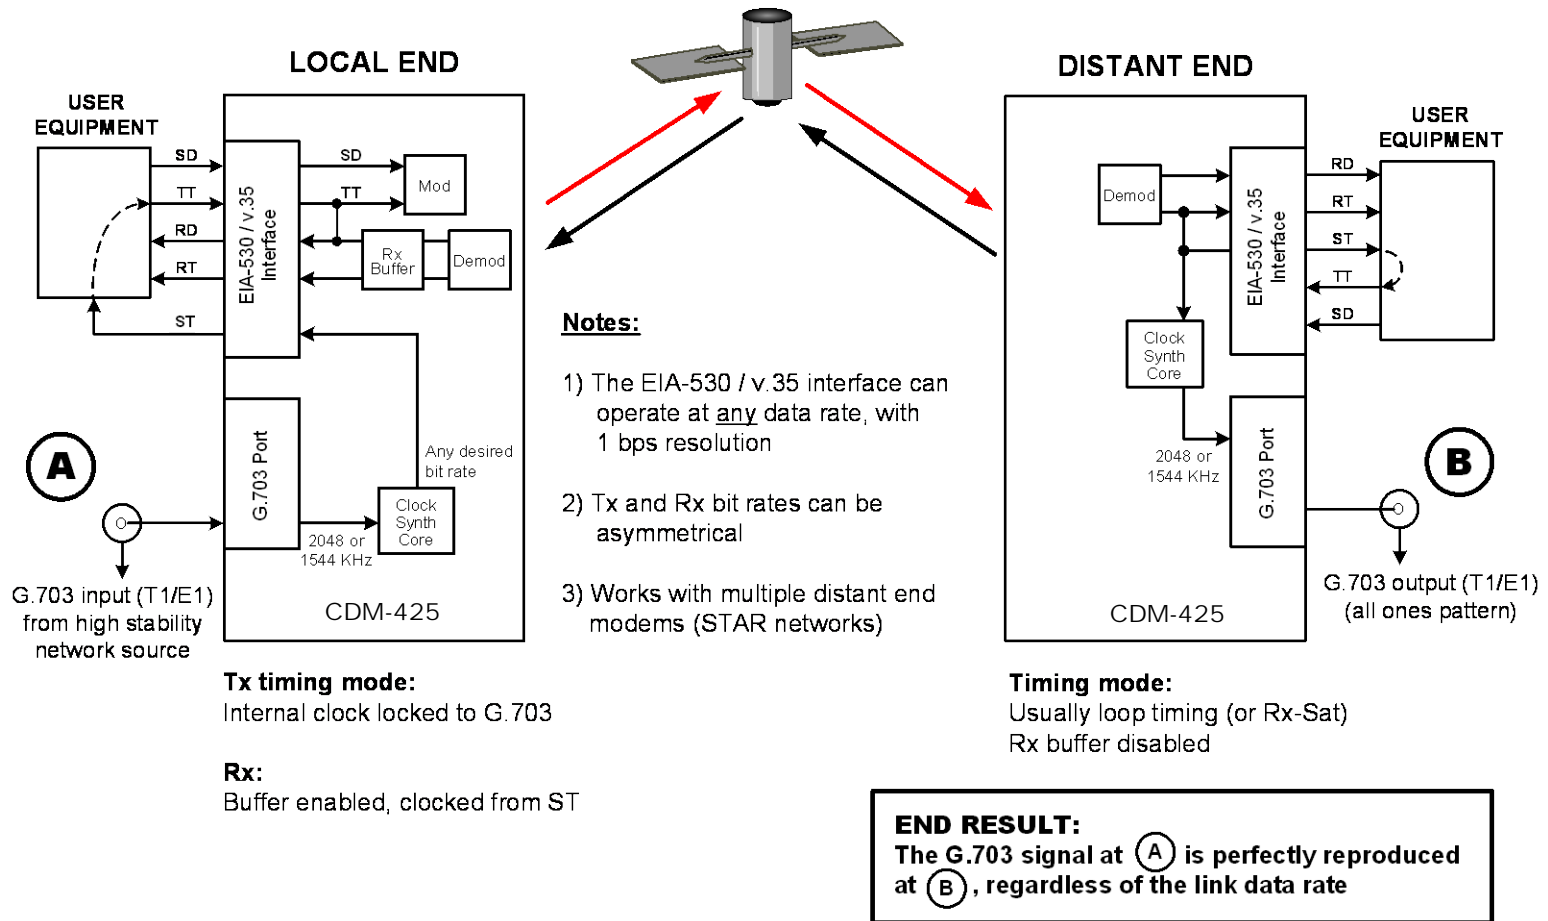 LOCAL END
USER
EQUIPMENT
SD
TT
RD
RT
ST
SD
TT
Mod
EIA-530 / v.35
Interface
Rx
Buffer
Demod
Any desired
bit rate
G.703 Port
Clock
Synth
Core
2048 or
1544 KHz
A
G.703 input (T1/E1)
from high stability
network source
CDM-425
Tx timing mode:
Internal clock locked to G.703
Rx:
Buffer enabled, clocked from ST
Notes:
1) The EIA-530 / v.35 interface can
operate at any data rate, with
1 bps resolution
2) Tx and Rx bit rates can be
asymmetrical
3) Works with multiple distant end
modems (STAR networks)
DISTANT END
USER
EQUIPMENT
Demod
EIA-530 / v.35
Interface
RD
RT
ST
TT
SD
Clock
Synth
Core
2048 or
1544 KHz
G.703 Port
B
G.703 output (T1/E1)
(all ones pattern)
CDM-425
Timing mode:
Usually loop timing (or Rx-Sat)
Rx buffer disabled
END RESULT:
The G.703 signal at A is perfectly reproduced
at B , regardless of the link data rate